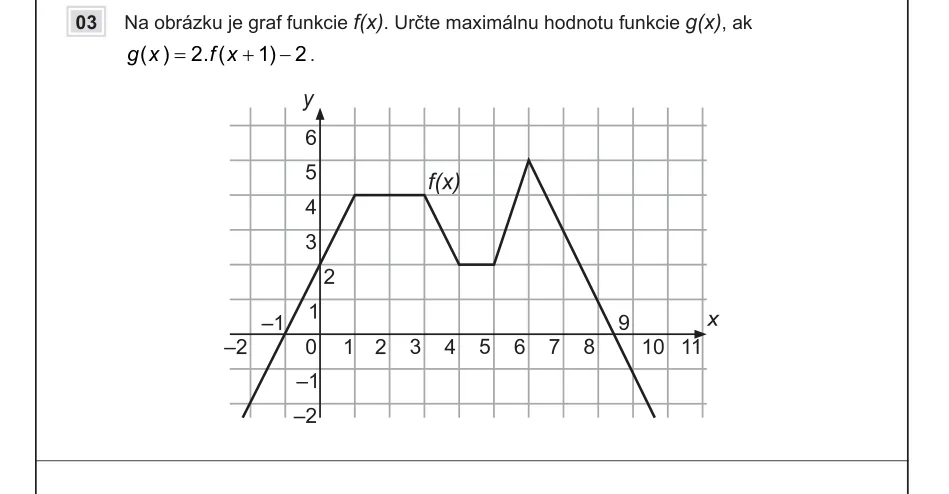 03 Na obrázku je graf funkcie f(x). Určte maximálnu hodnotu funkcie g(x), ak
g(x) = 2.f(x + 1) – 2 .
y
6
5
f(x)
4
3
2
1
–1
9
x
–2
0 1 2 3 4 5 6 7 8 10 11
–1
–2